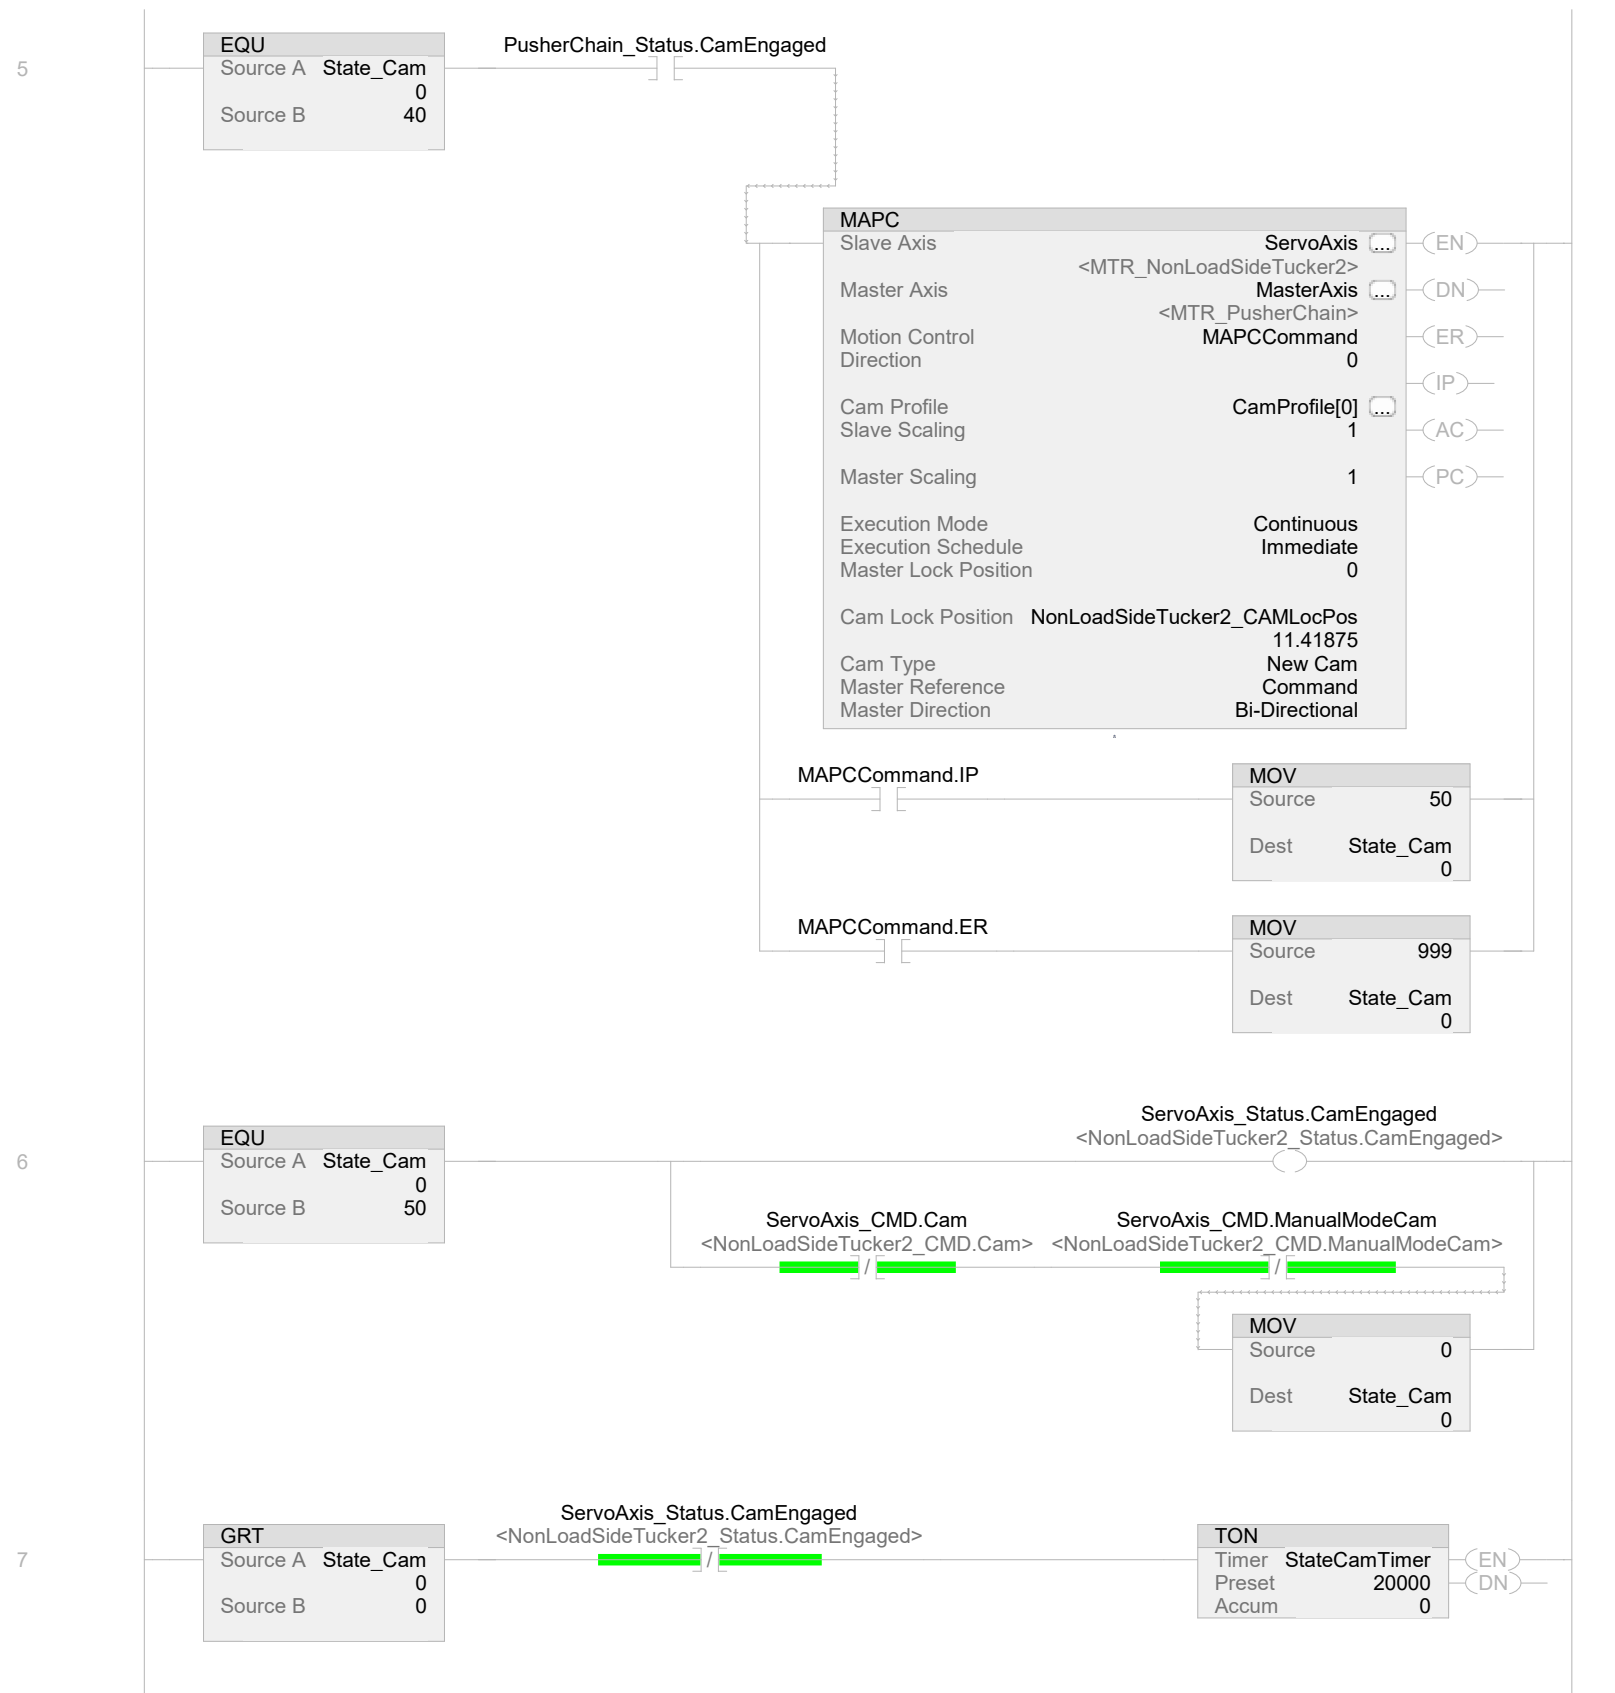 5
EQU
Source A State_Cam
0
Source B 40
PusherChain_Status.CamEngaged
MAPC
Slave Axis ServoAxis ...
<MTR_NonLoadSideTucker2>
Master Axis MasterAxis ...
<MTR_PusherChain>
Motion Control MAPCCommand
Direction 0
Cam Profile CamProfile[0] ...
Slave Scaling 1
Master Scaling 1
Execution Mode Continuous
Execution Schedule Immediate
Master Lock Position 0
Cam Lock Position NonLoadSideTucker2_CAMLocPos
11.41875
Cam Type New Cam
Master Reference Command
Master Direction Bi-Directional
EN
DN
ER
IP
AC
PC
MAPCCommand.IP
MOV
Source 50
Dest State_Cam
0
MAPCCommand.ER
MOV
Source 999
Dest State_Cam
0
6
EQU
Source A State_Cam
0
Source B 50
ServoAxis_Status.CamEngaged
<NonLoadSideTucker2_Status.CamEngaged>
ServoAxis_CMD.Cam
<NonLoadSideTucker2_CMD.Cam>
/
ServoAxis_CMD.ManualModeCam
<NonLoadSideTucker2_CMD.ManualModeCam>
/
MOV
Source 0
Dest State_Cam
0
7
GRT
Source A State_Cam
0
Source B 0
ServoAxis_Status.CamEngaged
<NonLoadSideTucker2_Status.CamEngaged>
/
TON
Timer StateCamTimer
Preset 20000
Accum 0
EN
DN